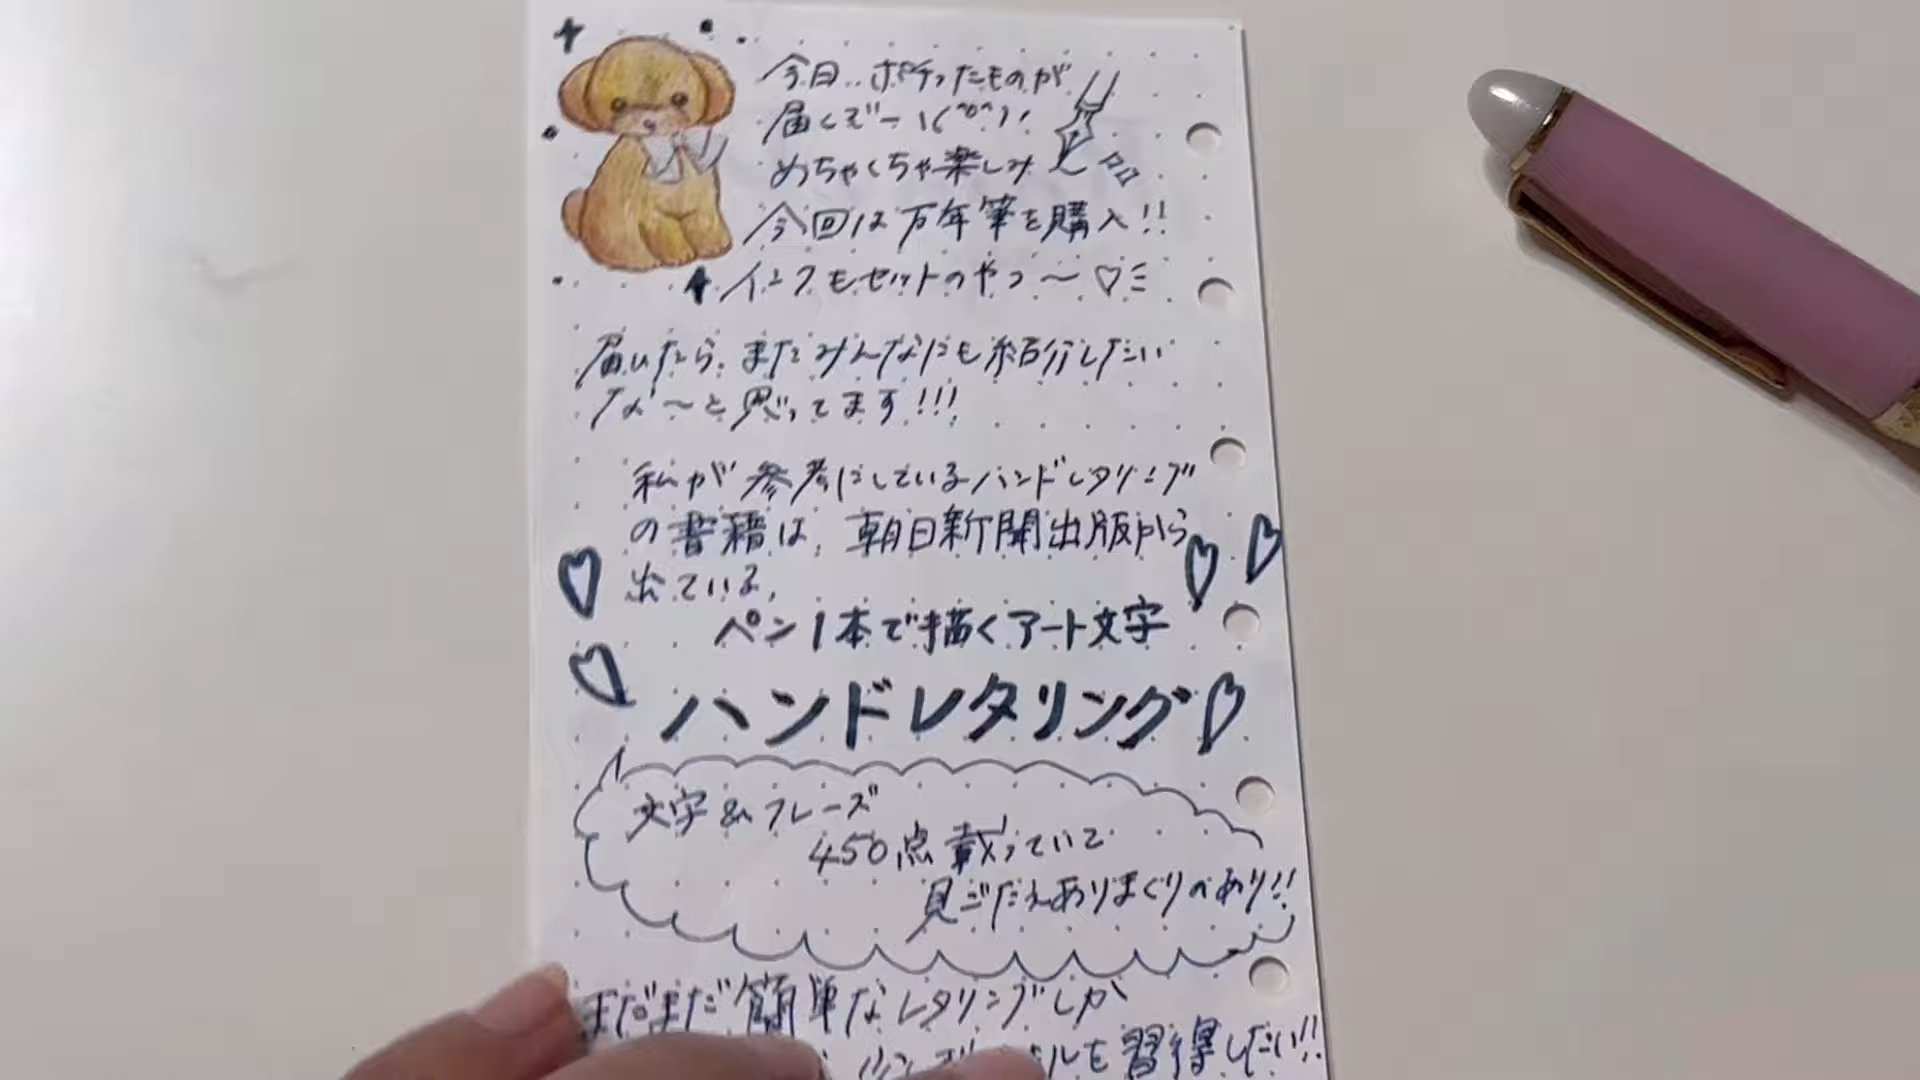 今日..ポチったものが
届くぞー\(^o^)!
めちゃくちゃ楽しみ
今回は万年筆を購入!!
インクもセットのやつ〜♡
届いたら、またみんなにも紹介したい
な〜と思ってます!!!
私が参考にしているハンドレタリング
の書籍は、朝日新聞出版から
出ている、
ペン1本で描くアート文字
ハンドレタリング
文字&フレーズ
450点載っていて
見ごたえありまくりのあり!!
まだまだ簡単なレタリングしか
ルを習得したい!!